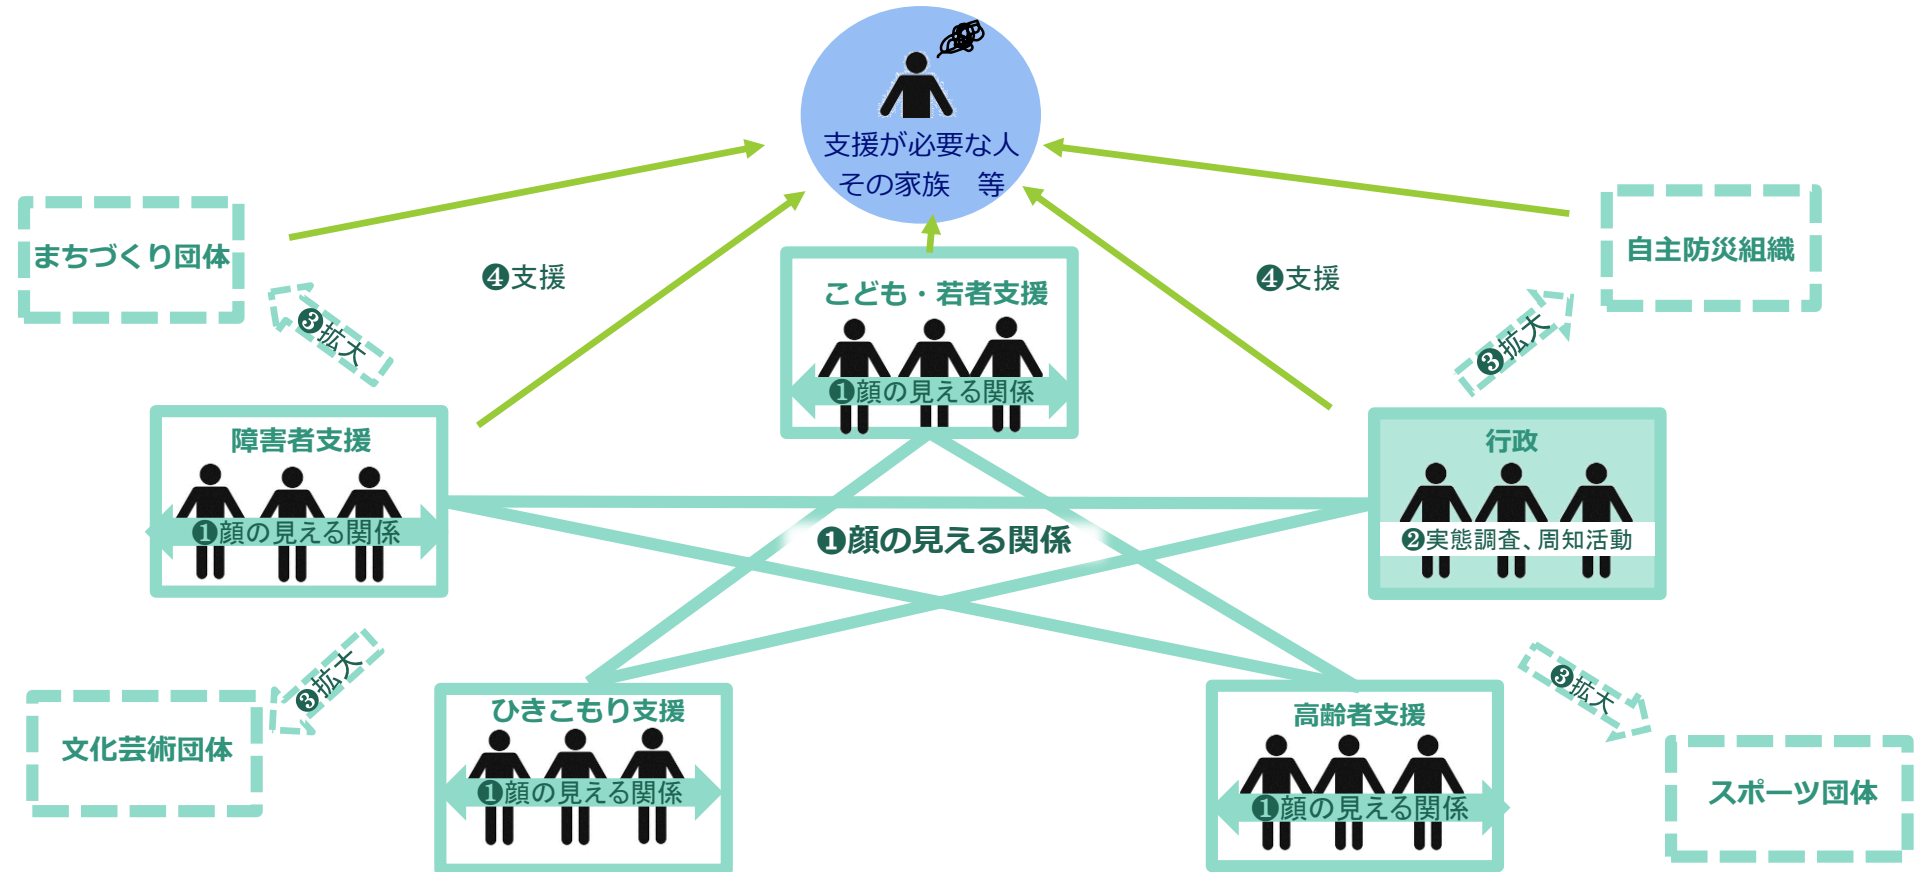 支援が必要な人
その家族　等
まちづくり団体
自主防災組織
❹支援
❹支援
こども・若者支援
❶顔の見える関係
❸拡大
❸拡大
障害者支援
❶顔の見える関係
行政
❷実態調査、周知活動
❶顔の見える関係
❸拡大
❸拡大
文化芸術団体
ひきこもり支援
❶顔の見える関係
高齢者支援
❶顔の見える関係
スポーツ団体